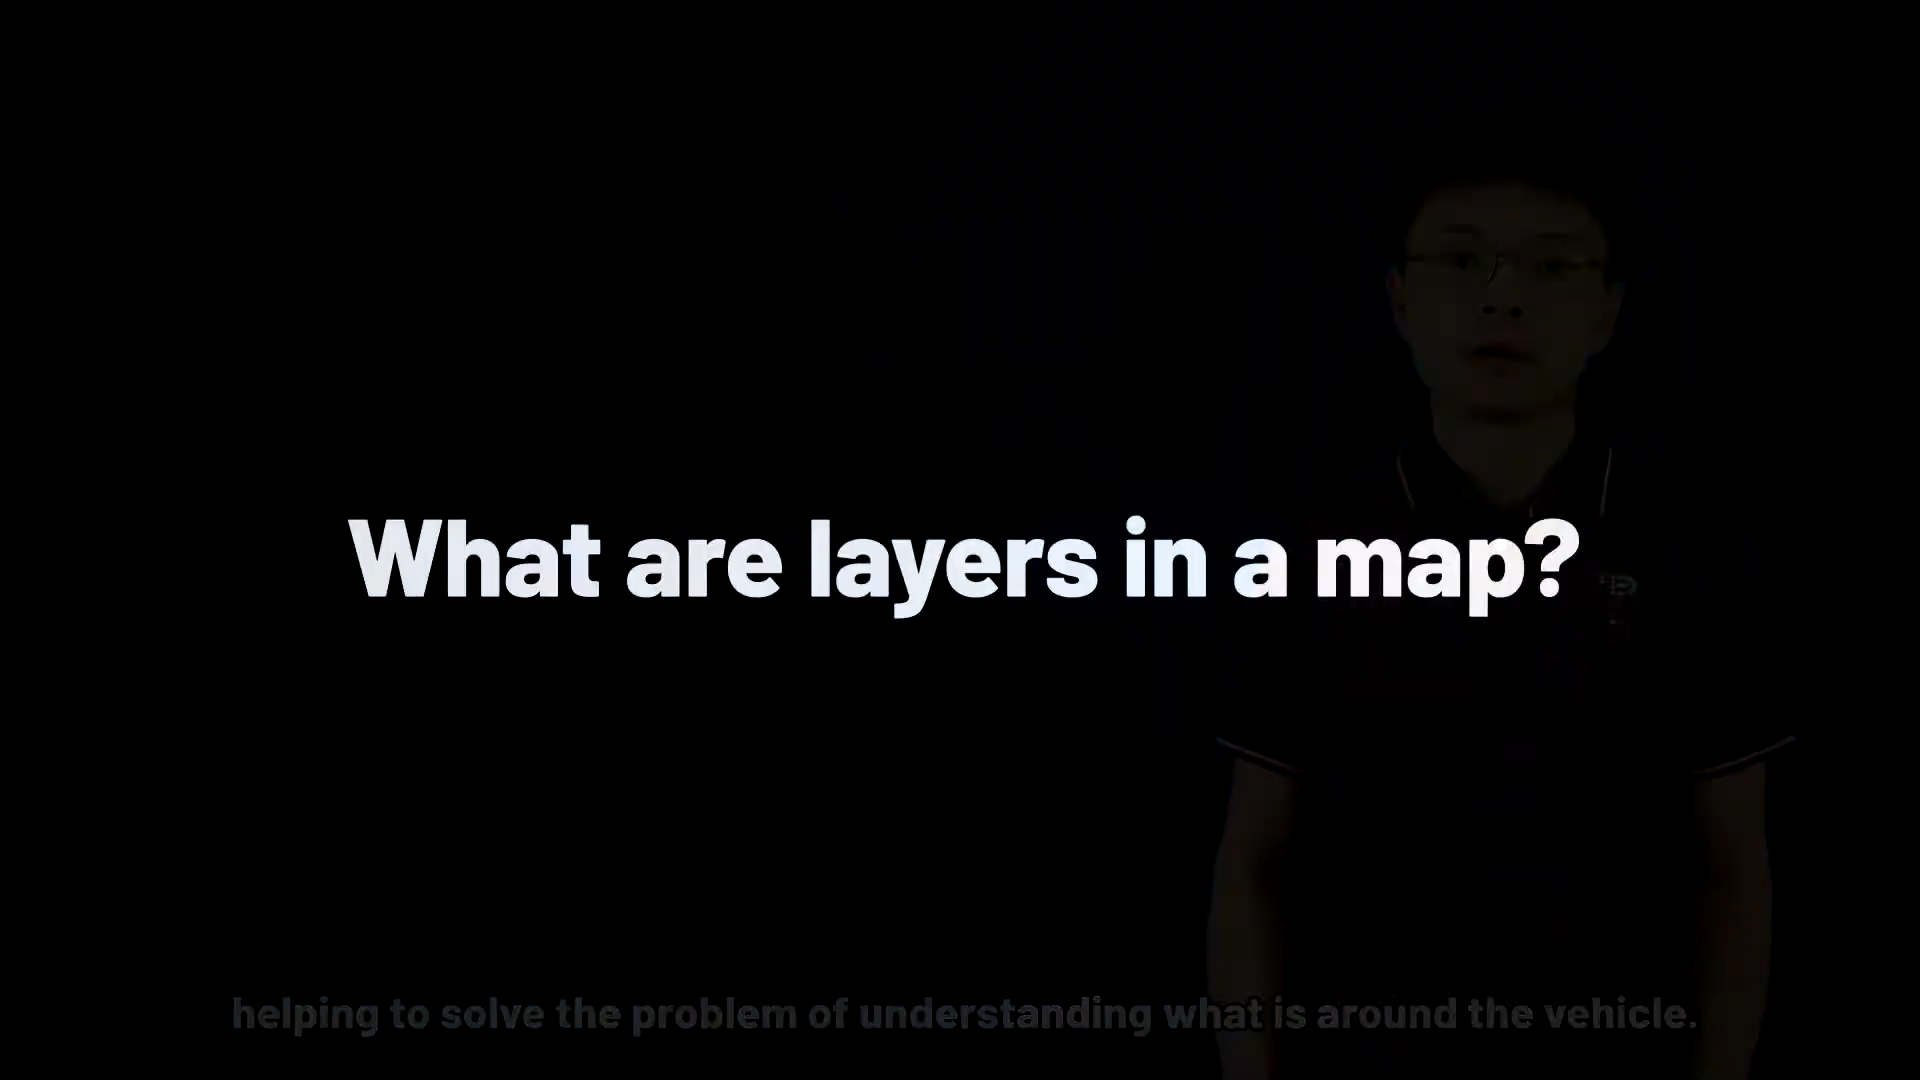 What are layers in a map?
helping to solve the problem of understanding what is around the vehicle.